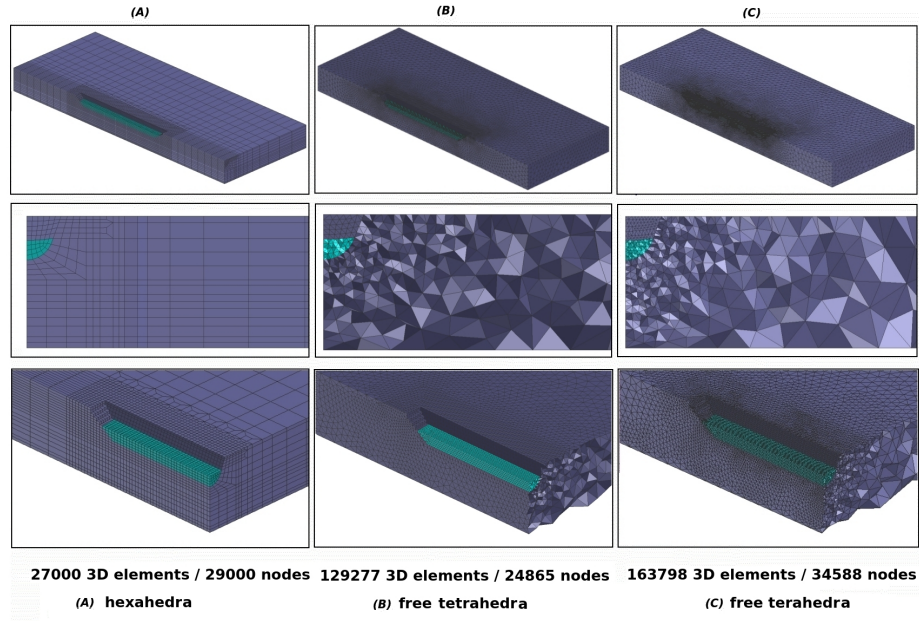 (A) (B) (C)
27000 3D elements / 29000 nodes 129277 3D elements / 24865 nodes 163798 3D elements / 34588 nodes
(A) hexahedra (B) free tetrahedra (C) free terahedra